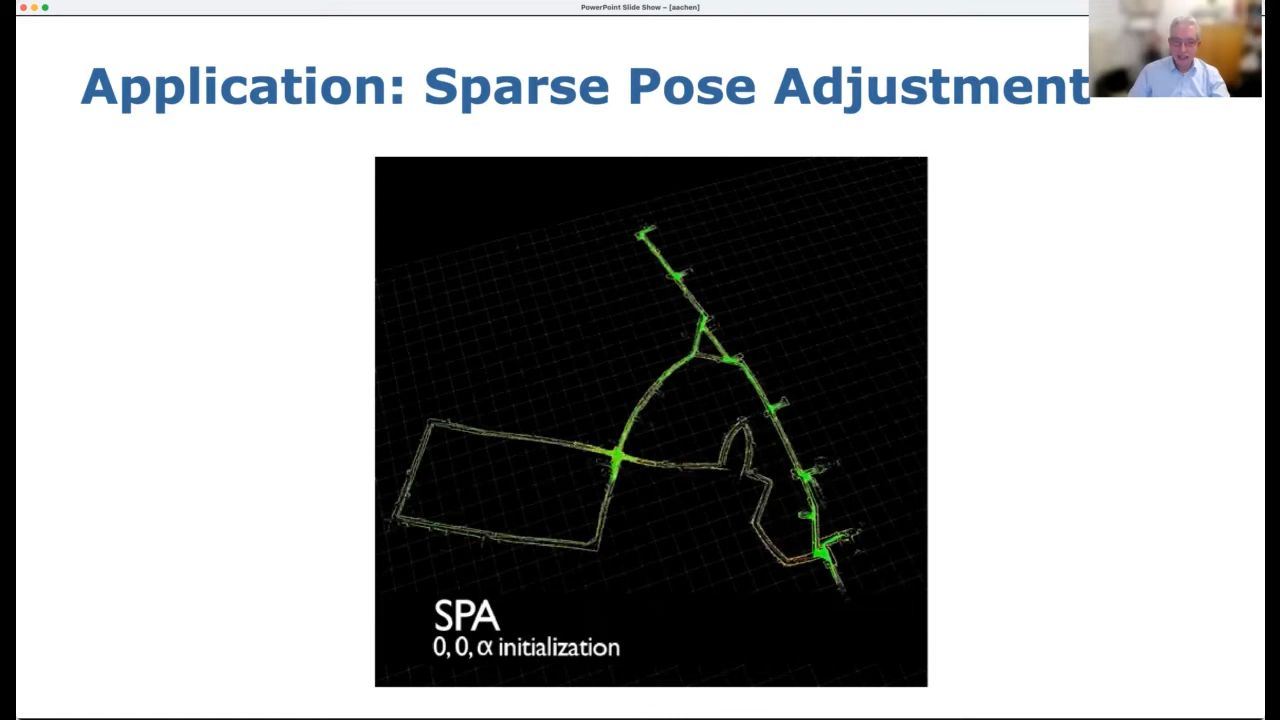 PowerPoint Slide Show – [aachen]
Application: Sparse Pose Adjustment
SPA
0, 0, α initialization